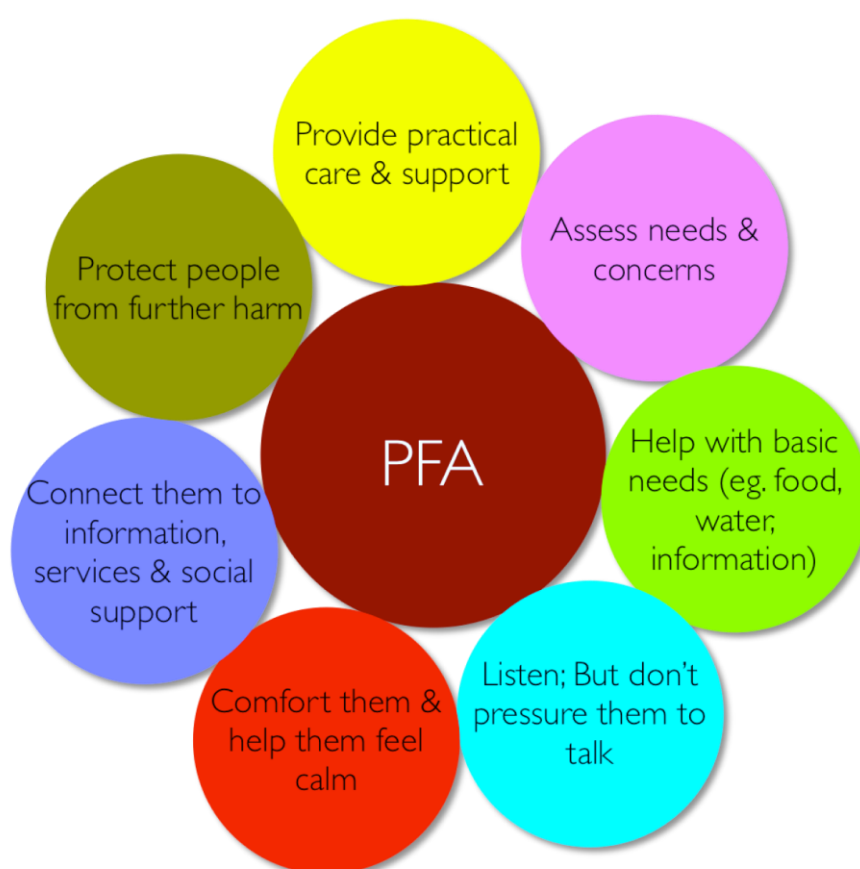 Provide practical
care & support
Assess needs &
concerns
Help with basic
needs (eg. food,
water,
information)
Listen; But don't
pressure them to
talk
Comfort them &
help them feel
calm
Connect them to
information,
services & social
support
Protect people
from further harm
PFA